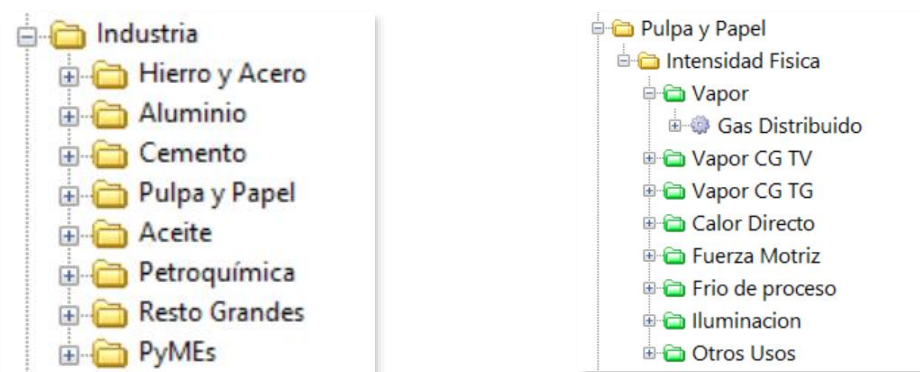 Industria
Hierro y Acero
Aluminio
Cemento
Pulpa y Papel
Aceite
Petroquímica
Resto Grandes
PyMEs
Pulpa y Papel
Intensidad Fisica
Vapor
Gas Distribuido
Vapor CG TV
Vapor CG TG
Calor Directo
Fuerza Motriz
Frio de proceso
Iluminacion
Otros Usos